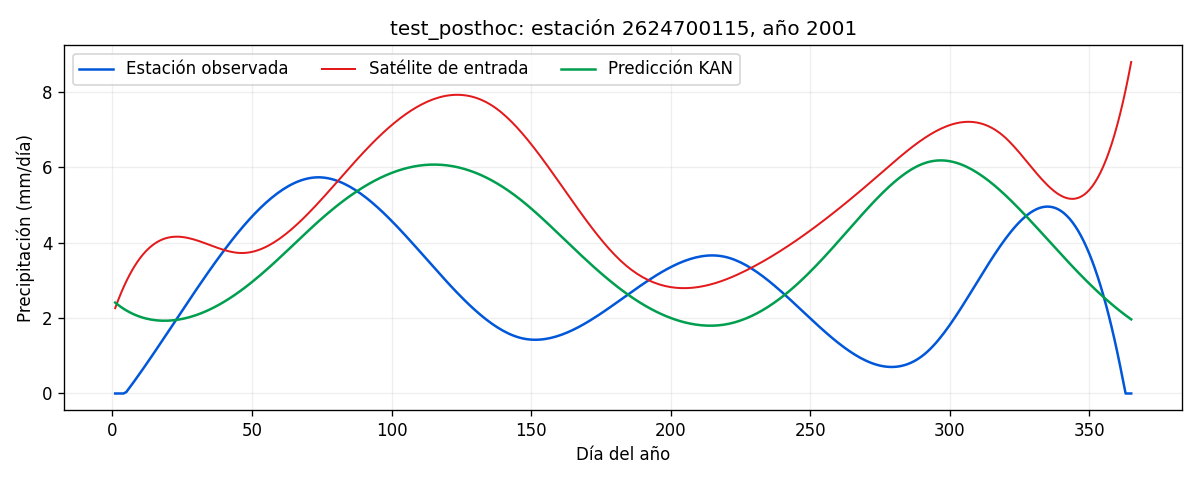 test_posthoc: estación 2624700115, año 2001
Estación observada Satélite de entrada Predicción KAN
Precipitación (mm/día)
8
6
4
2
0
0 50 100 150 200 250 300 350
Día del año